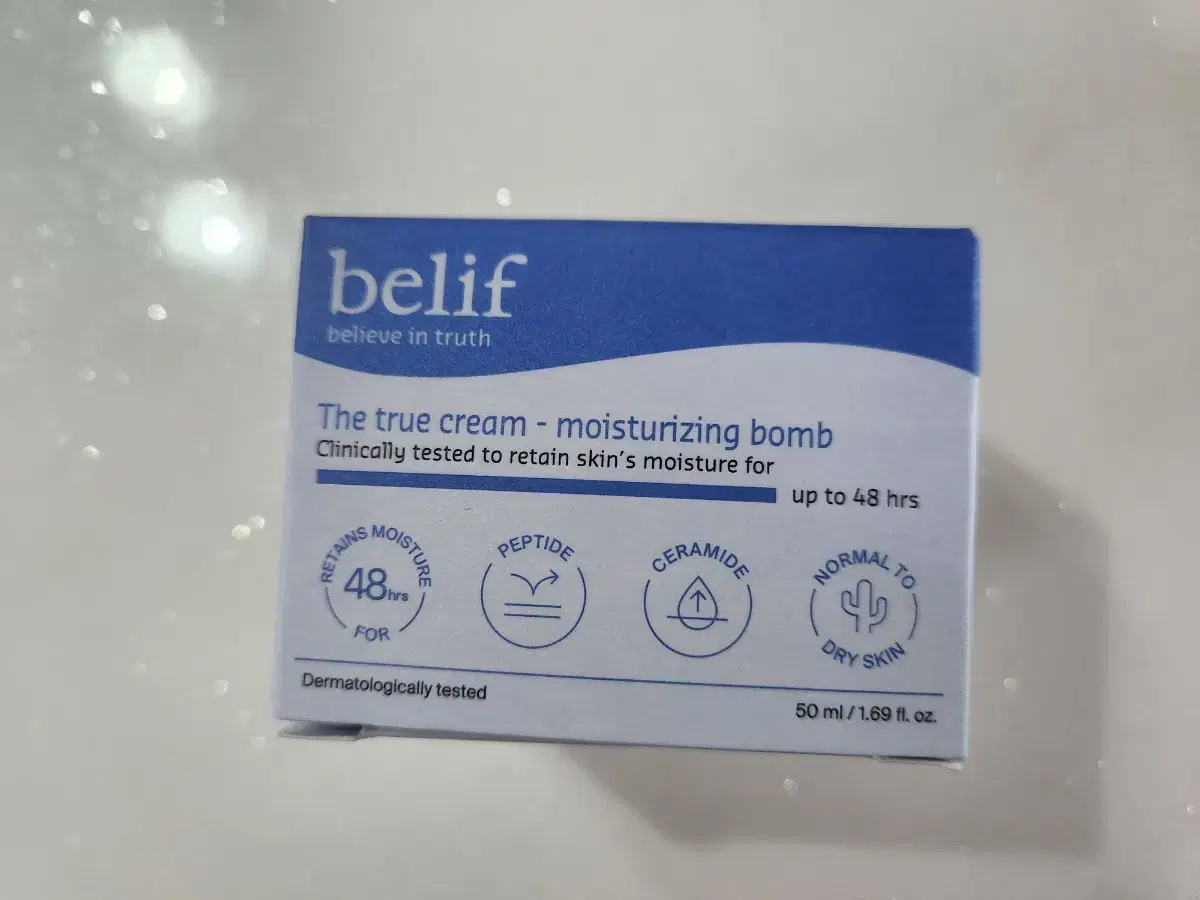 belif
believe in truth
The true cream - moisturizing bomb
Clinically tested to retain skin's moisture for
up to 48 hrs
RETAINS MOISTURE
48hrs
FOR
PEPTIDE
CERAMIDE
NORMAL TO
DRY SKIN
Dermatologically tested
50 ml / 1.69 fl. oz.